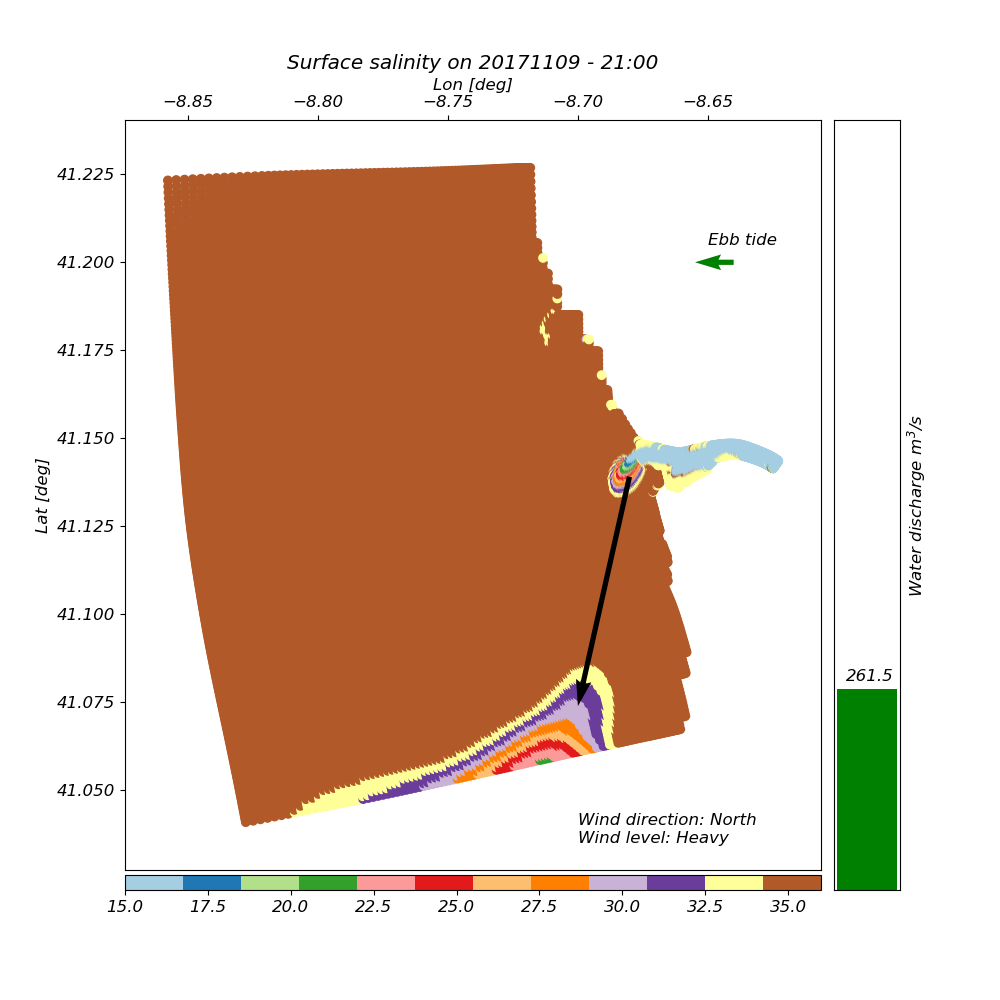 Surface salinity on 20171109 - 21:00
Lon [deg]
−8.85 −8.80 −8.75 −8.70 −8.65
41.225
41.200
41.175
41.150
41.125
41.100
41.075
41.050
Lat [deg]
Ebb tide
Wind direction: North
Wind level: Heavy
15.0 17.5 20.0 22.5 25.0 27.5 30.0 32.5 35.0
261.5
Water discharge m³/s